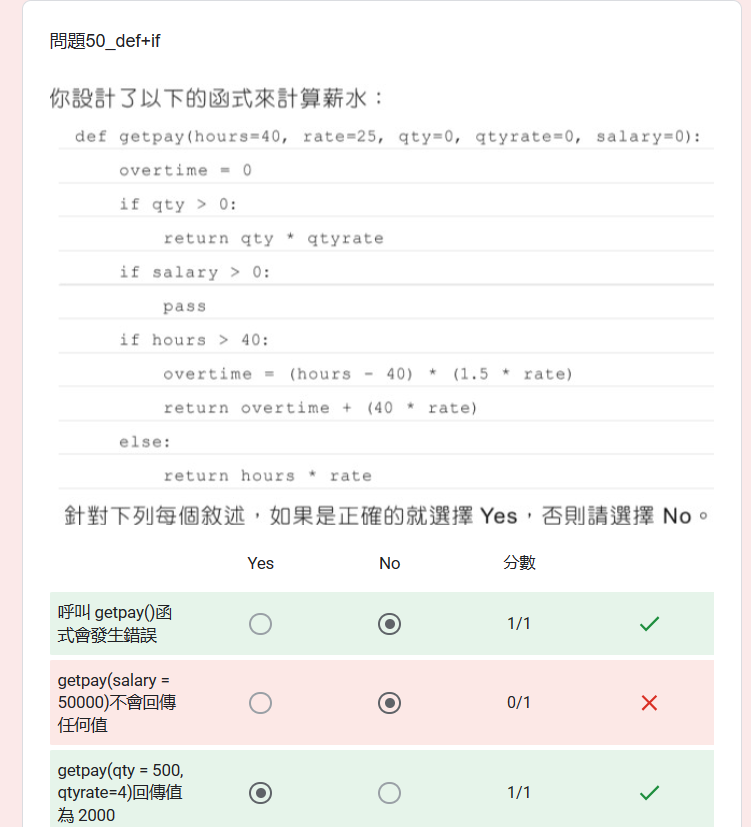 問題50_def+if
你設計了以下的函式來計算薪水：
def getpay(hours=40, rate=25, qty=0, qtyrate=0, salary=0):
overtime = 0
if qty > 0:
return qty * qtyrate
if salary > 0:
pass
if hours > 40:
overtime = (hours - 40) * (1.5 * rate)
return overtime + (40 * rate)
else:
return hours * rate
針對下列每個敘述，如果是正確的就選擇 Yes，否則請選擇 No。
Yes No 分數
呼叫 getpay()函
式會發生錯誤
1/1
getpay(salary =
50000)不會回傳
任何值
0/1
getpay(qty = 500,
qtyrate=4)回傳值
為 2000
1/1